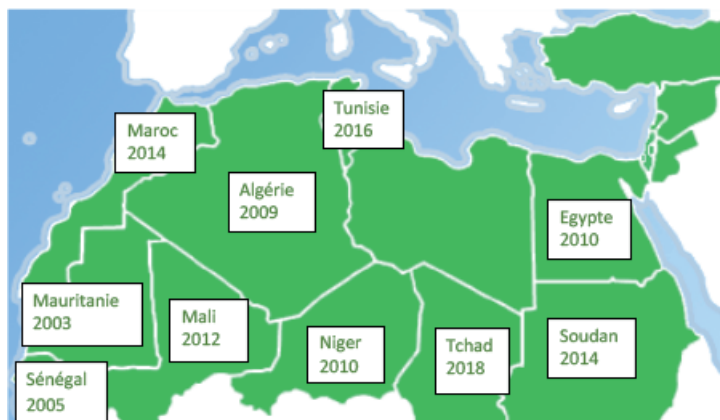 Tunisie
2016
Maroc
2014
Algérie
2009
Egypte
2010
Mauritanie
2003
Mali
2012
Niger
2010
Tchad
2018
Soudan
2014
Sénégal
2005